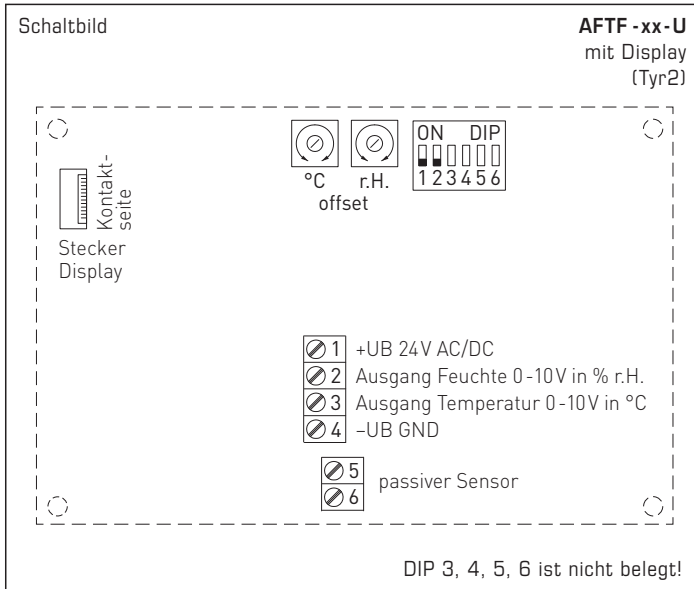 Schaltbild
AFTF - xx - U
mit Display
(Tyr2)
ON DIP
1 2 3 4 5 6
°C r.H.
offset
Kontakt-
seite
Stecker
Display
1 +UB 24V AC/DC
2 Ausgang Feuchte 0-10V in % r.H.
3 Ausgang Temperatur 0-10V in °C
4 –UB GND
5
passiver Sensor
6
DIP 3, 4, 5, 6 ist nicht belegt!